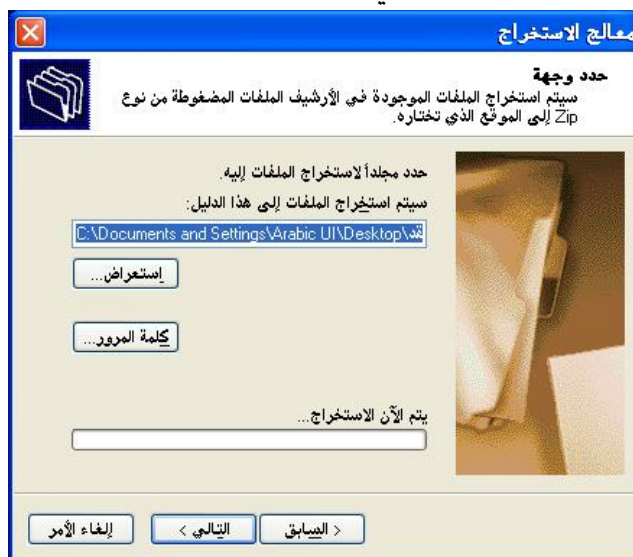 معالج الاستخراج
حدد وجهة
سيتم استخراج الملفات الموجودة في الأرشيف الملفات المضغوطة من نوع
Zip إلى الموقع الذي تختاره.
حدد مجلداً لاستخراج الملفات إليه.
سيتم استخراج الملفات إلى هذا الدليل:
C:\Documents and Settings\Arabic UI\Desktop\
إستعراض...
كلمة المرور...
يتم الآن الاستخراج...
< السابق
التالي >
إلغاء الأمر